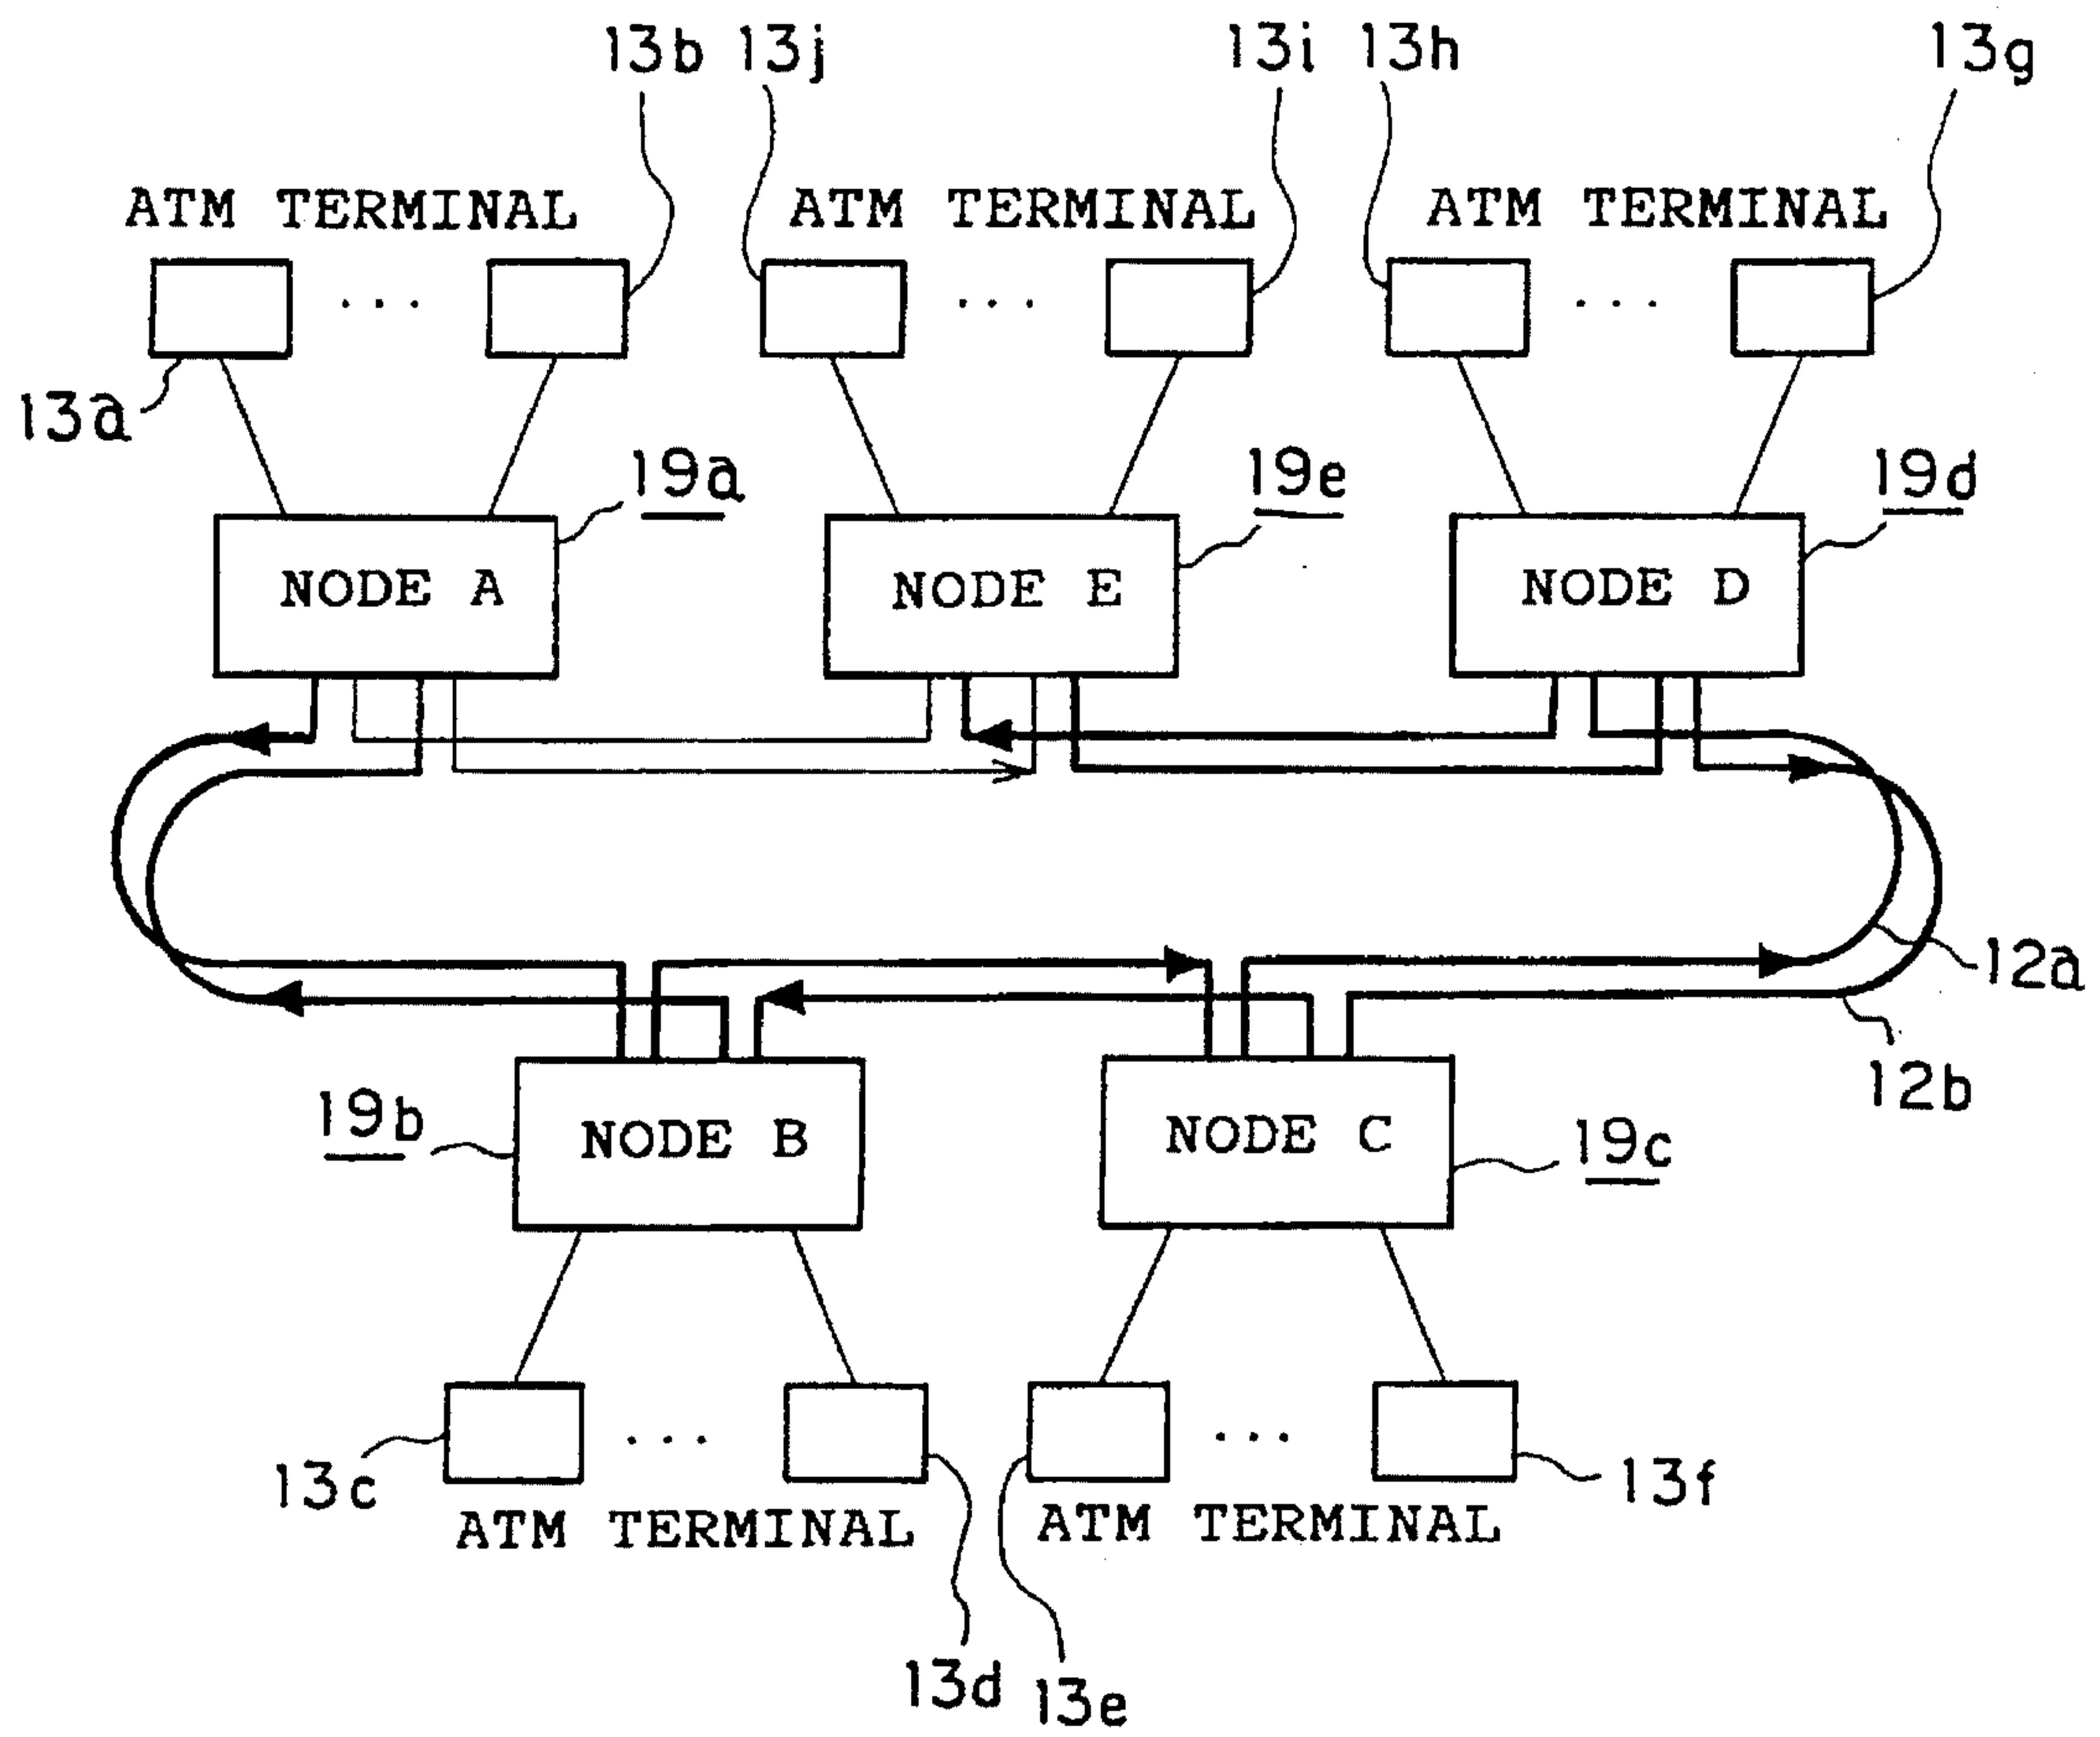 13b 13j 13i 13h 13g
ATM TERMINAL ATM TERMINAL ATM TERMINAL
13a
19a 19e 19d
NODE A NODE E NODE D
12a
12b
19b NODE B NODE C 19c
13c 13f
ATM TERMINAL ATM TERMINAL
13d 13e